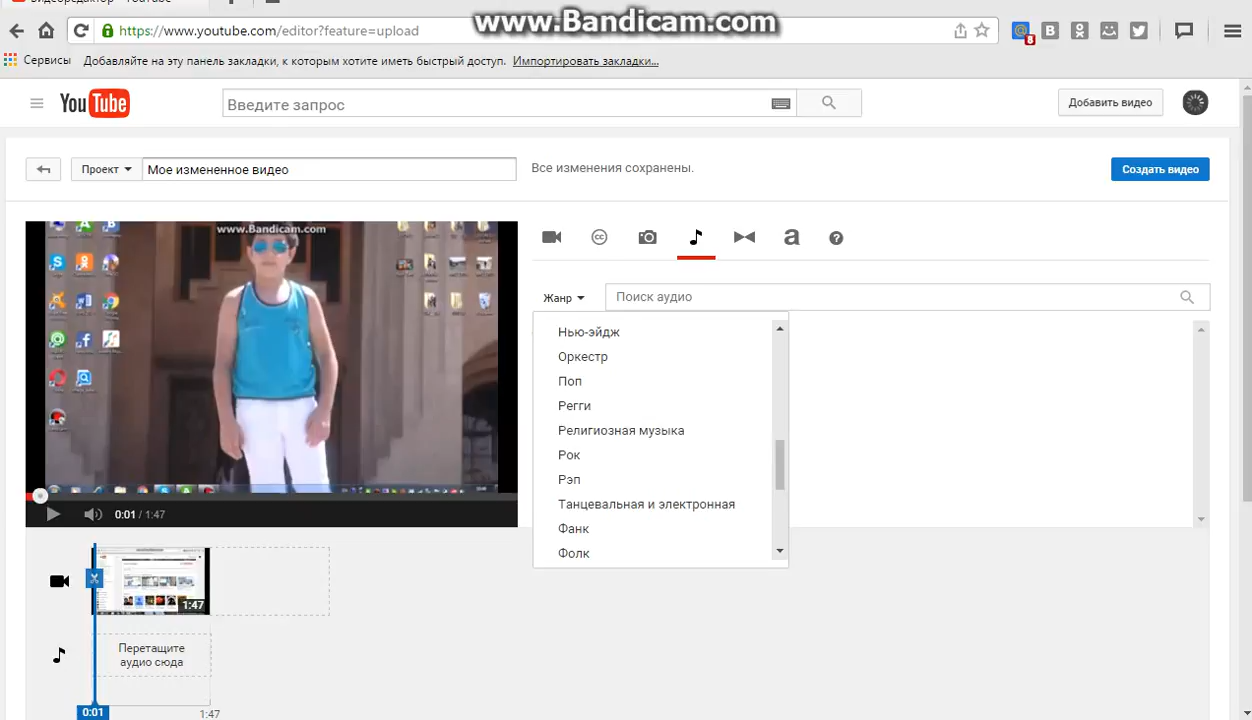 Видеоредактор - YouTube
www.Bandicam.com
https://www.youtube.com/editor?feature=upload
Сервисы Добавляйте на эту панель закладки, к которым хотите иметь быстрый доступ. Импортировать закладки...
YouTube Введите запрос Добавить видео
Проект Мое измененное видео Все изменения сохранены. Создать видео
www.Bandicam.com
Жанр Поиск аудио
Нью-эйдж
Оркестр
Поп
Регги
Религиозная музыка
Рок
Рэп
Танцевальная и электронная
Фанк
Фолк
0:01 / 1:47
1:47
Перетащите
аудио сюда
0:01 1:47